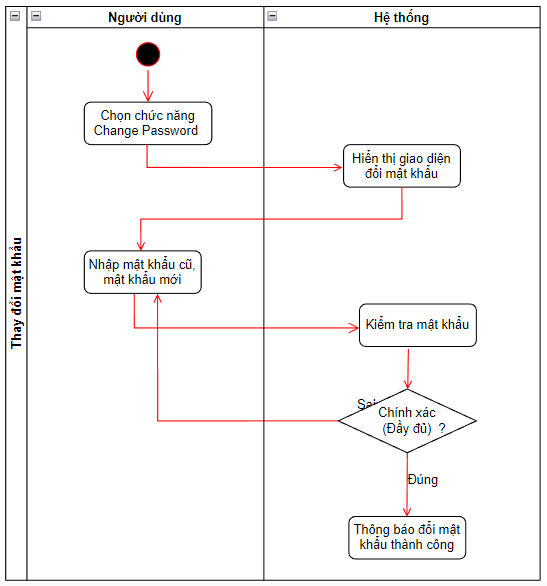 Người dùng
Hệ thống
Thay đổi mật khẩu
Chọn chức năng
Change Password
Hiển thị giao diện
đổi mật khẩu
Nhập mật khẩu cũ,
mật khẩu mới
Kiểm tra mật khẩu
Sai
Chính xác
(Đầy đủ) ?
Đúng
Thông báo đổi mật
khẩu thành công